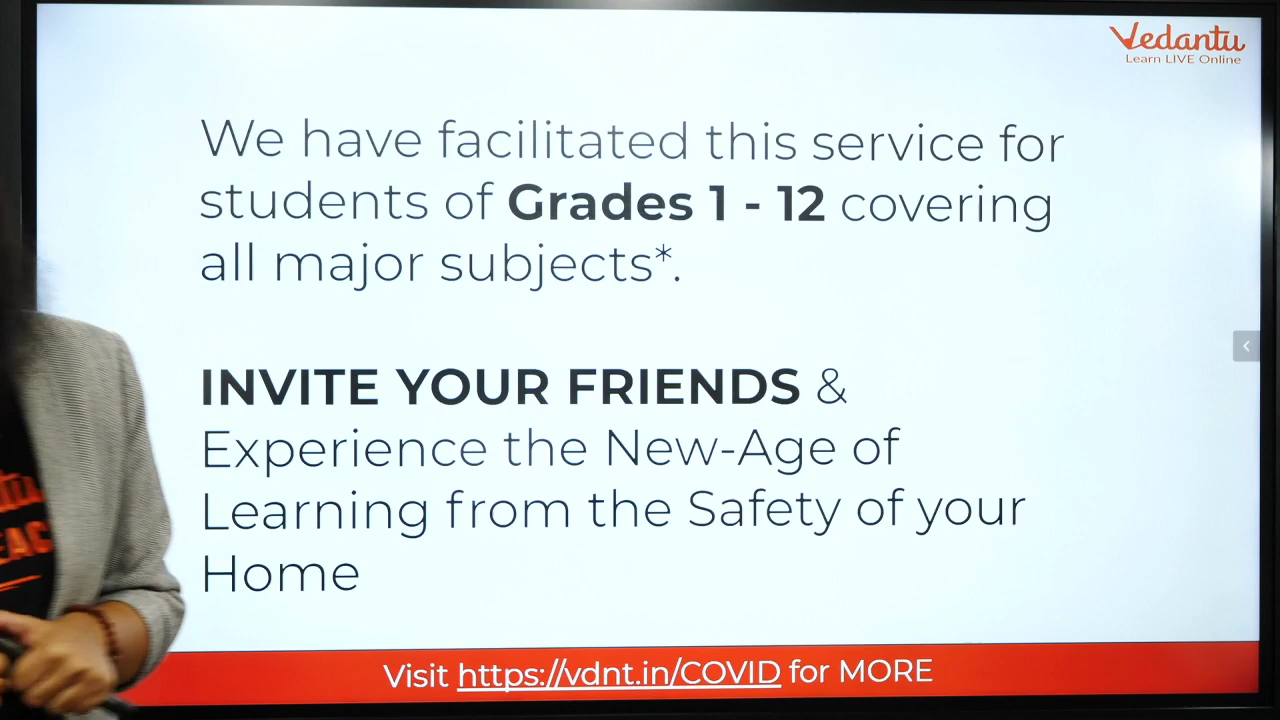 Vedantu
Learn LIVE Online
We have facilitated this service for
students of Grades 1 - 12 covering
all major subjects*.
INVITE YOUR FRIENDS &
Experience the New-Age of
Learning from the Safety of your
Home
Visit https://vdnt.in/COVID for MORE